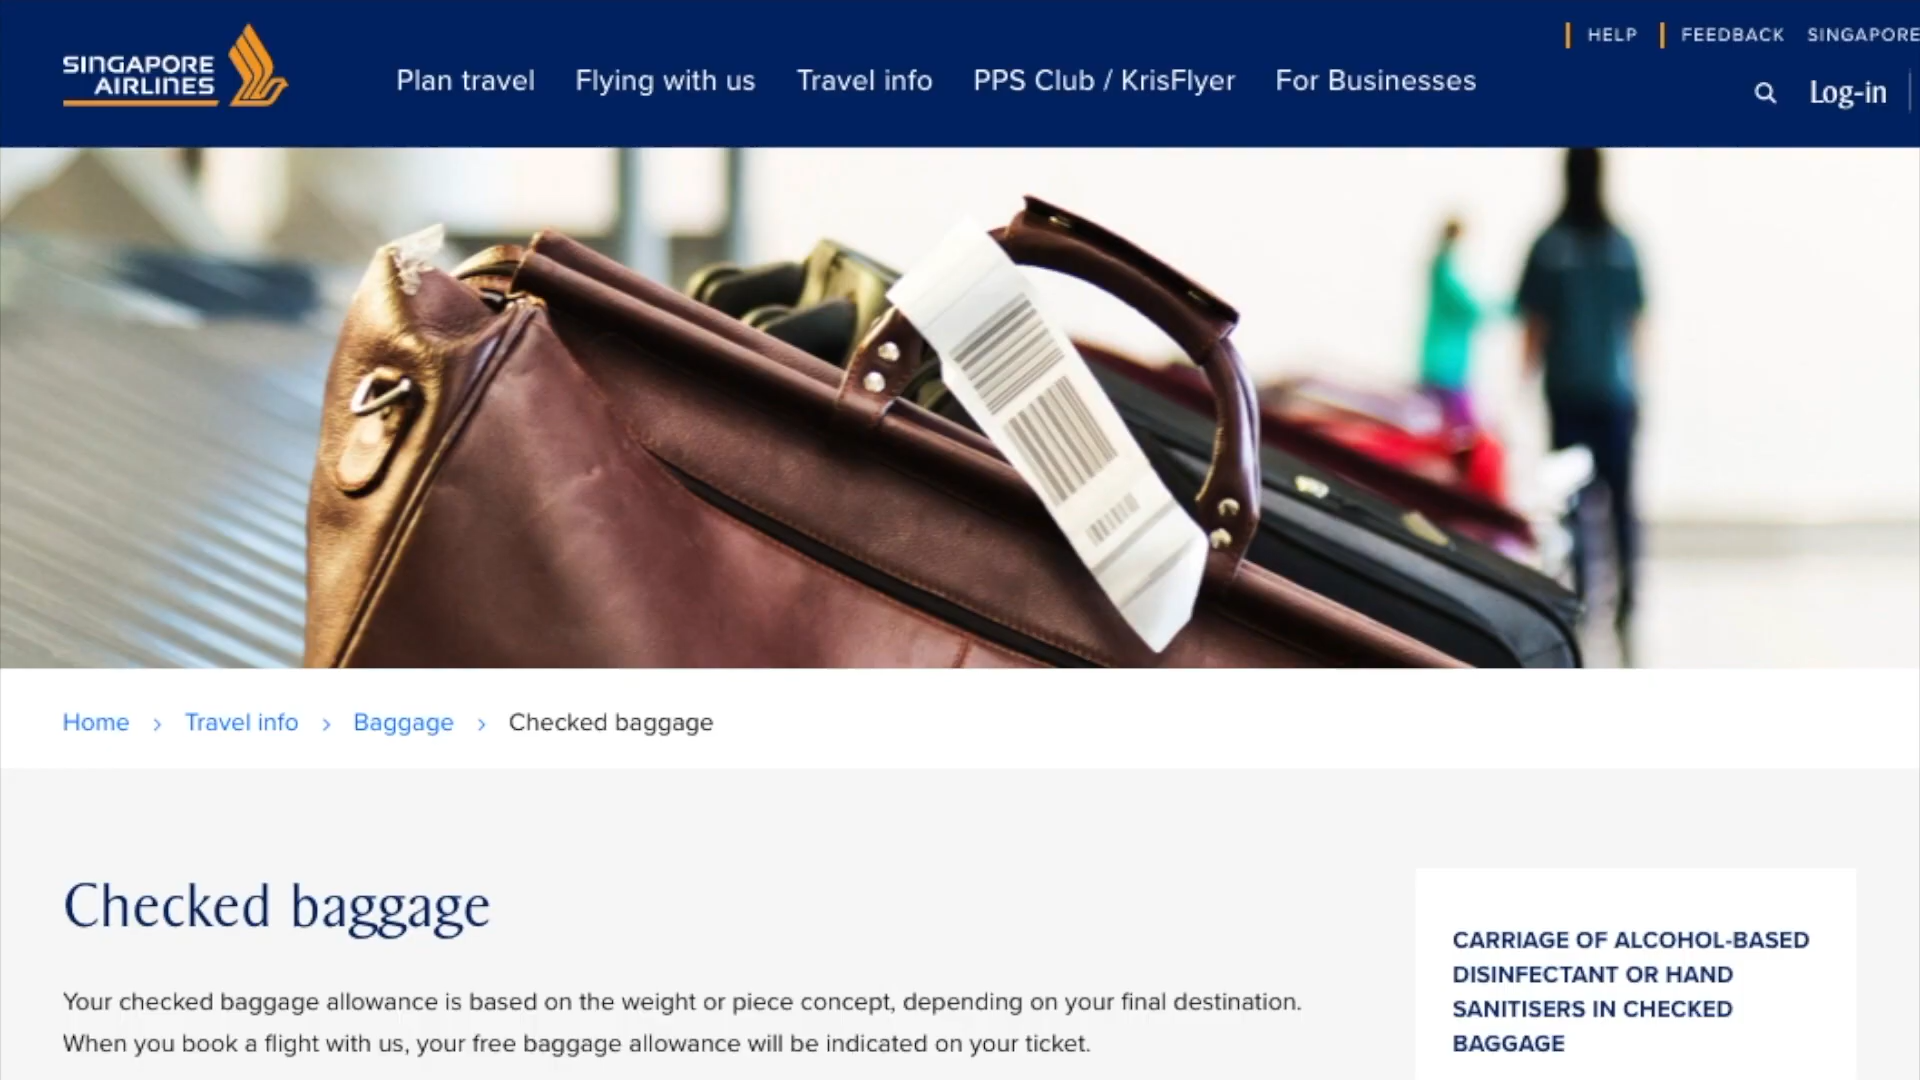 HELP
FEEDBACK
SINGAPORE
SINGAPORE
AIRLINES
Plan travel
Flying with us
Travel info
PPS Club / KrisFlyer
For Businesses
Log-in
Home > Travel info > Baggage > Checked baggage
Checked baggage
Your checked baggage allowance is based on the weight or piece concept, depending on your final destination.
When you book a flight with us, your free baggage allowance will be indicated on your ticket.
CARRIAGE OF ALCOHOL-BASED
DISINFECTANT OR HAND
SANITISERS IN CHECKED
BAGGAGE